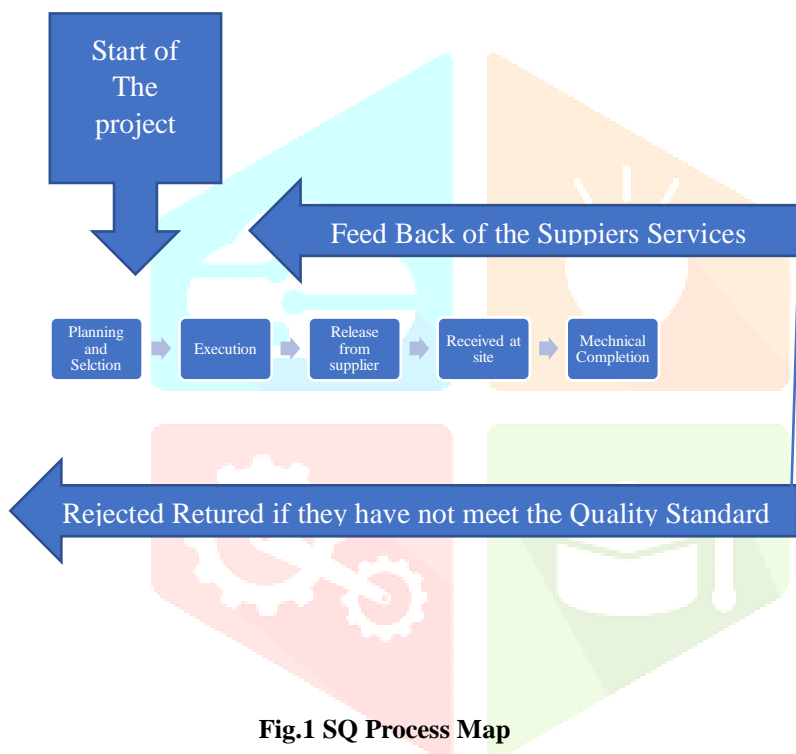 Start of
The
project
Feed Back of the Suppiers Services
Planning
and
Selction
Execution
Release
from
supplier
Received at
site
Mechnical
Completion
Rejected Retured if they have not meet the Quality Standard
Fig.1 SQ Process Map